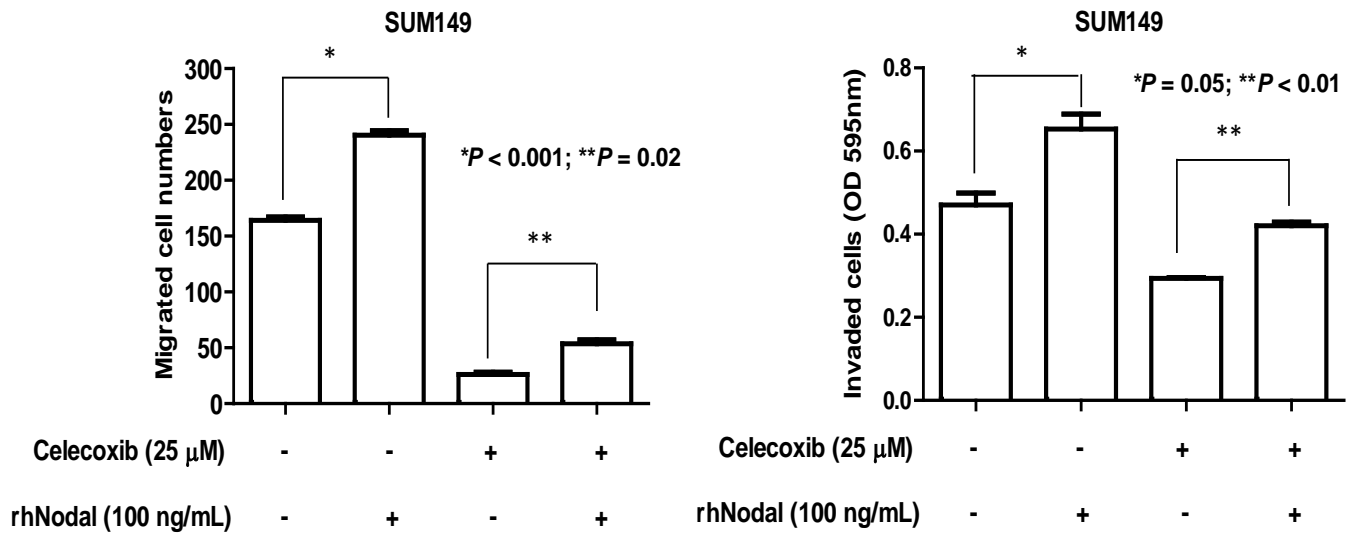 SUM149
*
300
250
200
150
100
50
0
Migrated cell numbers
*P < 0.001; **P = 0.02
**
Celecoxib (25 μM) - - + +
rhNodal (100 ng/mL) - + - +
SUM149
*
0.8
0.6
0.4
0.2
0.0
Invaded cells (OD 595nm)
*P = 0.05; **P < 0.01
**
Celecoxib (25 μM) - - + +
rhNodal (100 ng/mL) - + - +